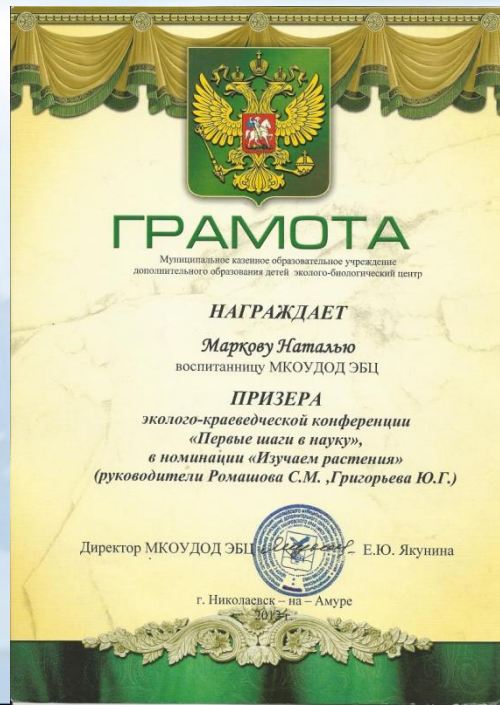 ГРАМОТА
Муниципальное казенное образовательное учреждение
дополнительного образования детей эколого-биологический центр
НАГРАЖДАЕТ
Маркову Наталью
воспитанницу МКОУДОД ЭБЦ
ПРИЗЕРА
эколого-краеведческой конференции
«Первые шаги в науку»,
в номинации «Изучаем растения»
(руководители Ромашова С.М. ,Григорьева Ю.Г.)
Директор МКОУДОД ЭБЦ Е.Ю. Якунина
г. Николаевск – на – Амуре
2013 г.